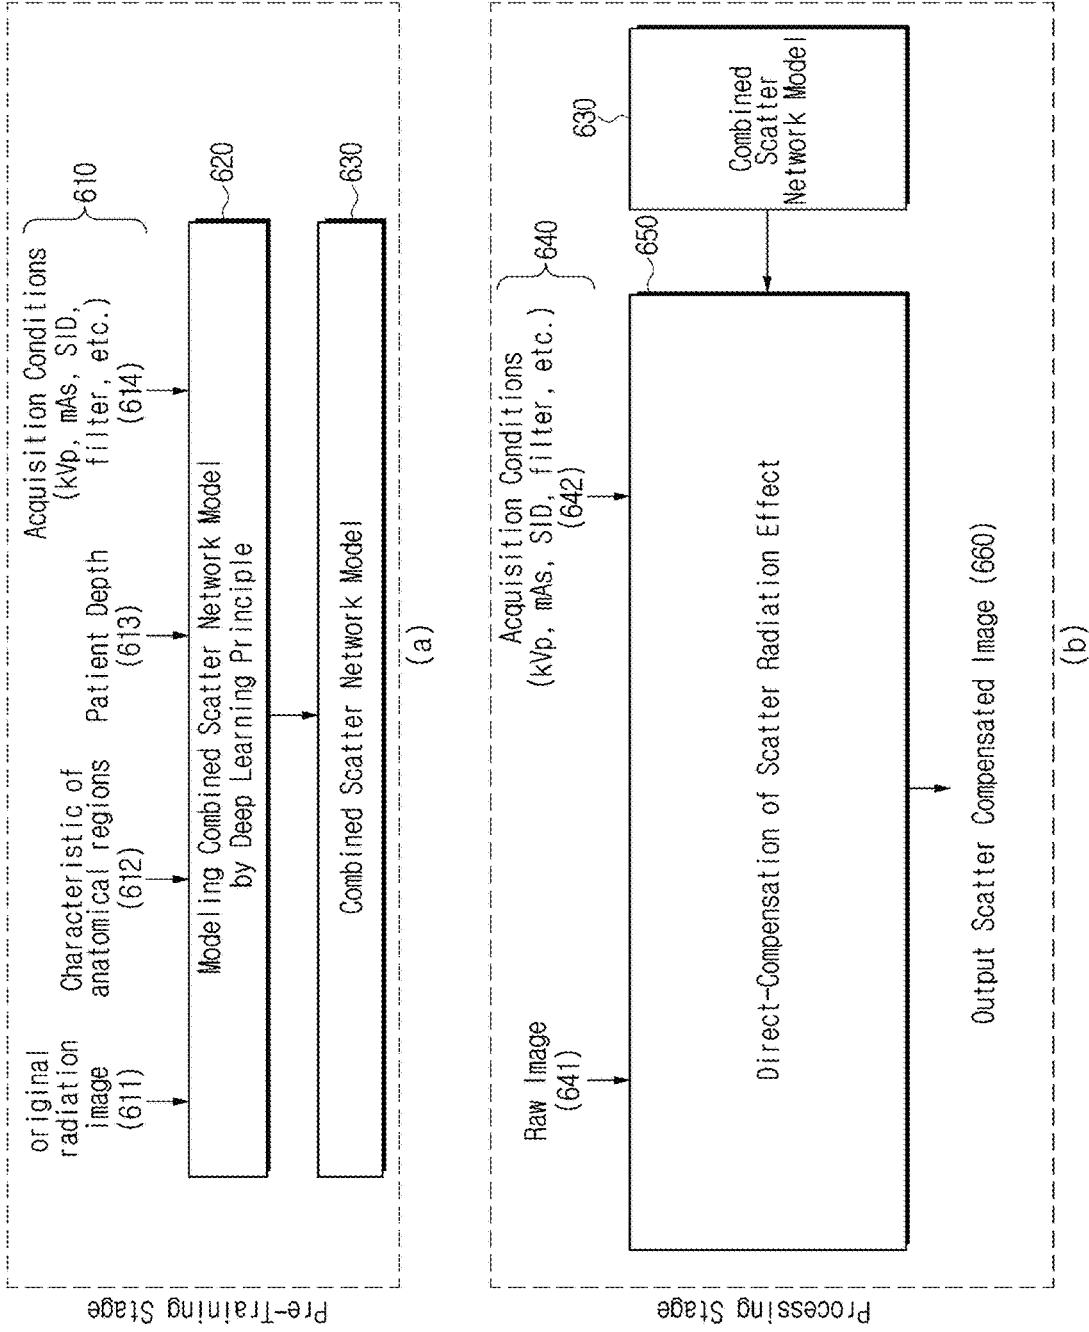 Pre-Training Stage
original
radiation
image
(611)
Characteristic of
anatomical regions
(612)
Patient Depth
(613)
Acquisition Conditions
(kVp, mAs, SID,
filter, etc.)
(614)
610
Modeling Combined Scatter Network Model
by Deep Learning Principle
620
Combined Scatter Network Model
630
(a)
Processing
Stage
Raw Image
(641)
Acquisition Conditions
(kVp, mAs, SID, filter, etc.)
(642)
640
Direct-Compensation of Scatter Radiation Effect
650
630
Combined
Scatter
Network Model
Output Scatter Compensated Image (660)
(b)